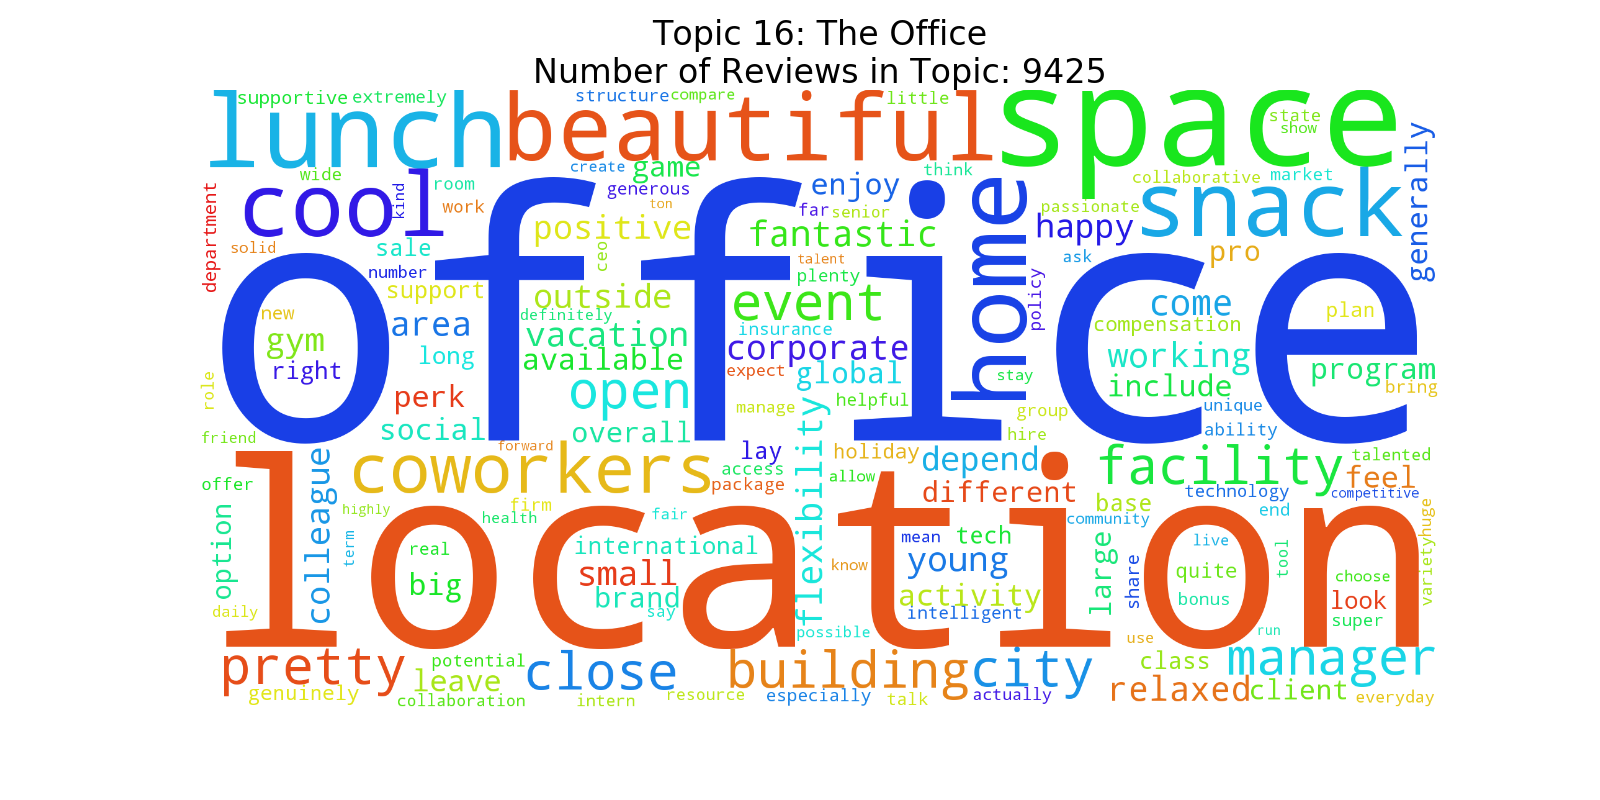 Topic 16: The Office
Number of Reviews in Topic: 9425
supportive extremely structure compare little
lunch beautiful space
state
show
generally
wide room create game think collaborative market
cool kind work generous ton enjoy far senior home passionate snack
department solid sale positive ceo fantastic talent happy ask pro
office
number support outside plenty event policy come plan
new area definitely vacation insurance compensation
gym long available corporate working program
right open expect global stay include bring
role perk manage helpful group unique
social overall flexibility hire ability
friend forward lay holiday depend facility talented
coworkers access allow feel
offer colleague package different base technology competitive
option highly firm health fair community end varietyhuge
location
term real international mean tech large live tool
big small know young share quite choose
brand activity bonus look
daily say intelligent super
possible use run
pretty potential close building city class manager
leave relaxed client
genuinely collaboration intern resource especially talk actually everyday